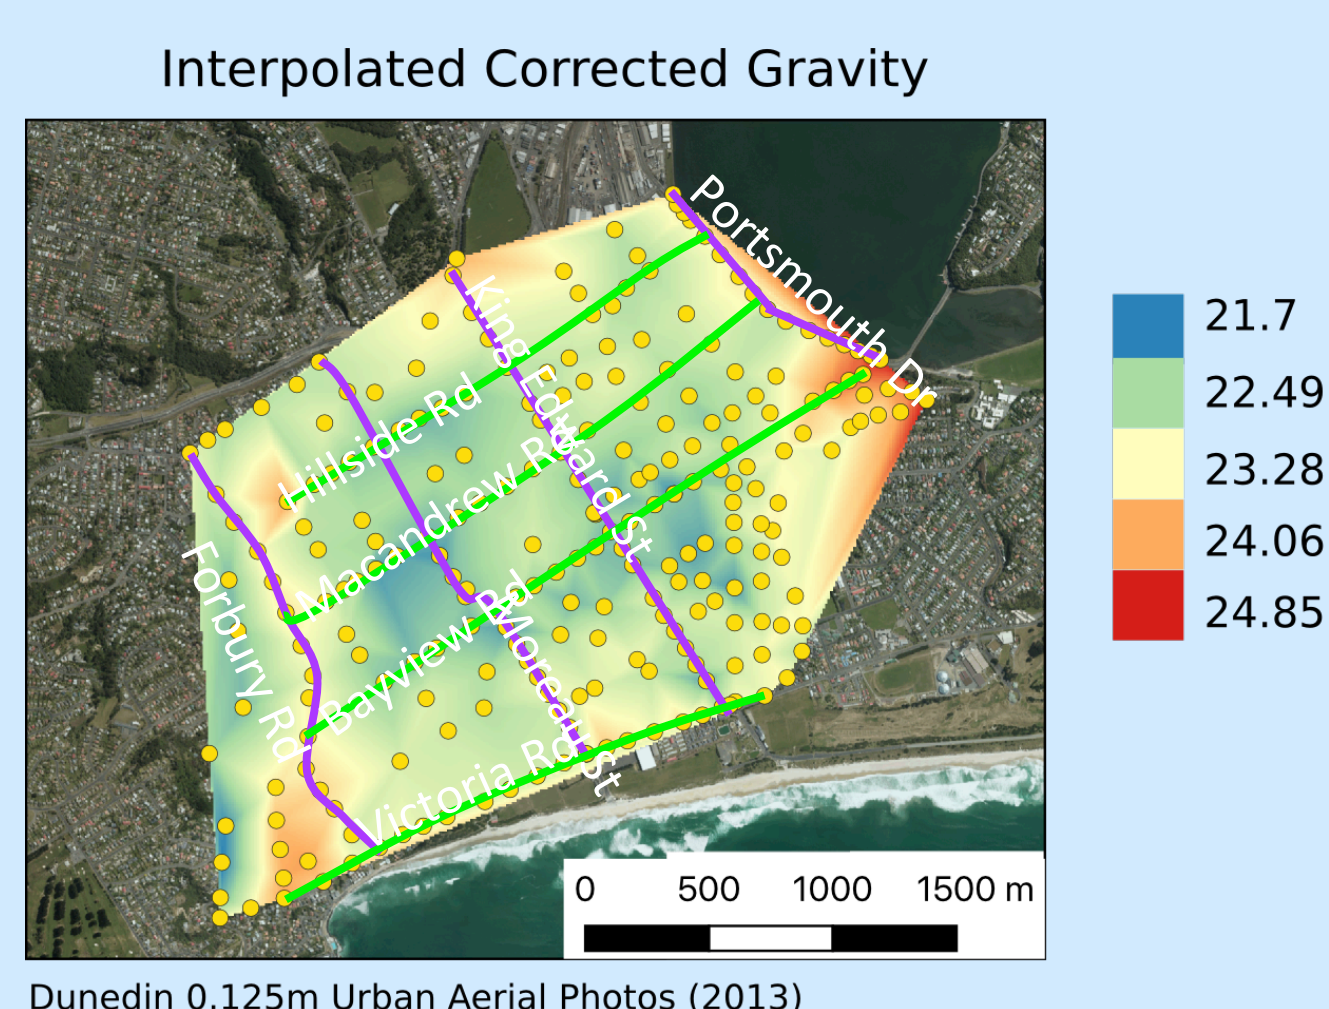 Interpolated Corrected Gravity
Portsmouth Dr
King Edward St
Hillside Rd
Macandrew Rd
Forbury Rd
Bayview Rd
Moreau St
Victoria Rd
21.7
22.49
23.28
24.06
24.85
0 500 1000 1500 m
Dunedin 0.125m Urban Aerial Photos (2013)